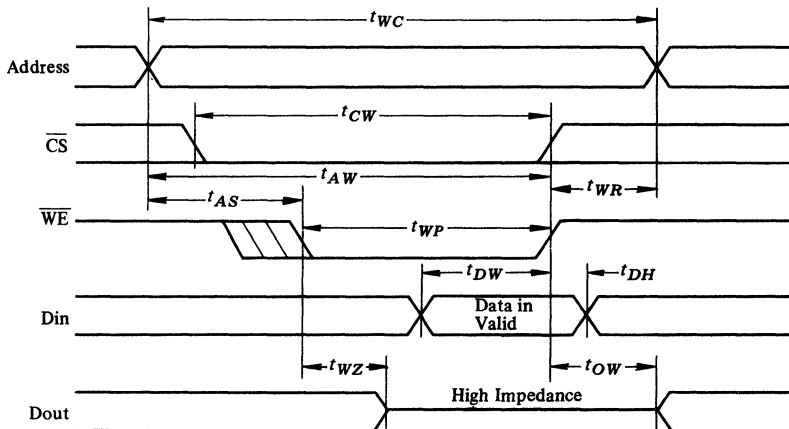 tWC
Address
tCW
CS
tAW
tAS
tWR
WE
tWP
tDW
tDH
Din
Data in
Valid
tWZ
tOW
High Impedance
Dout